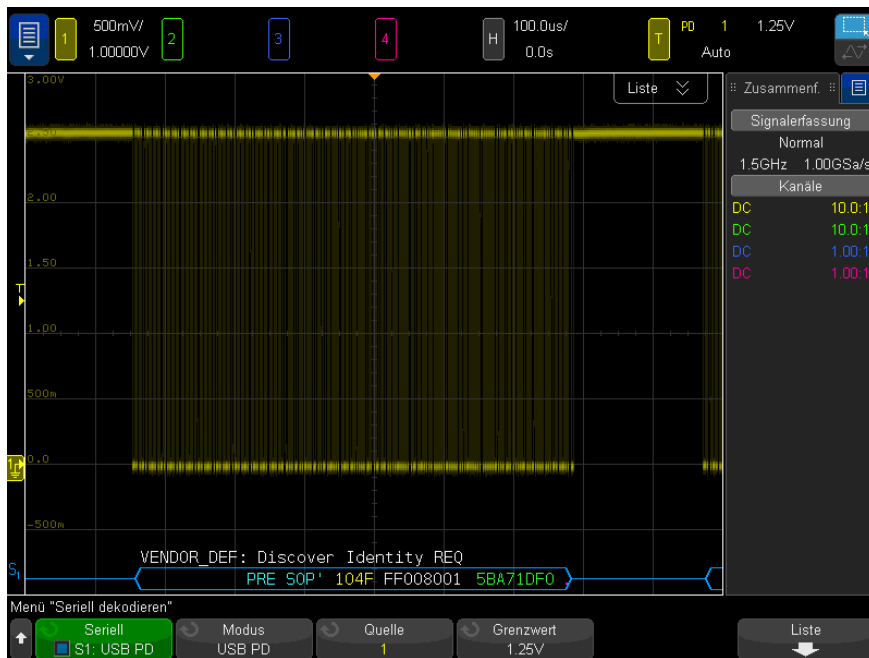 1 500mV/ 2 3 4 H 100.0us/ T PD 1 1.25V
1.00000V 0.0s Auto
3.00V
Liste
Zusammenf.
2.50
Signalerfassung
Normal
1.5GHz 1.00GSa/s
Kanäle
DC 10.0:1
DC 10.0:1
DC 1.00:1
DC 1.00:1
2.00
1.50
T
1.00
500m
0.0
1
-500m
VENDOR_DEF: Discover Identity REQ
S1
PRE SOP' 104F FF008001 5BA71DF0
Menü "Seriell dekodieren"
Seriell Modus Quelle Grenzwert Liste
S1: USB PD USB PD 1 1.25V